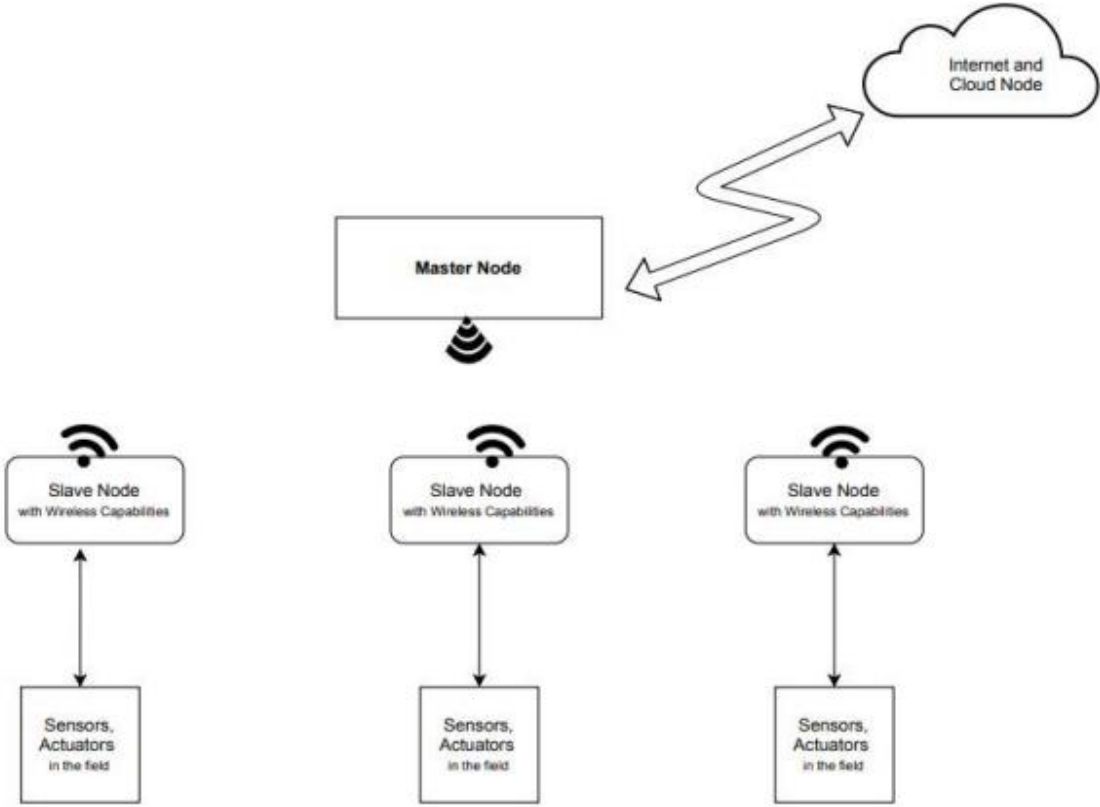 Internet and
Cloud Node
Master Node
Slave Node
with Wireless Capabilities
Slave Node
with Wireless Capabilities
Slave Node
with Wireless Capabilities
Sensors,
Actuators
in the field
Sensors,
Actuators
in the field
Sensors,
Actuators
in the field